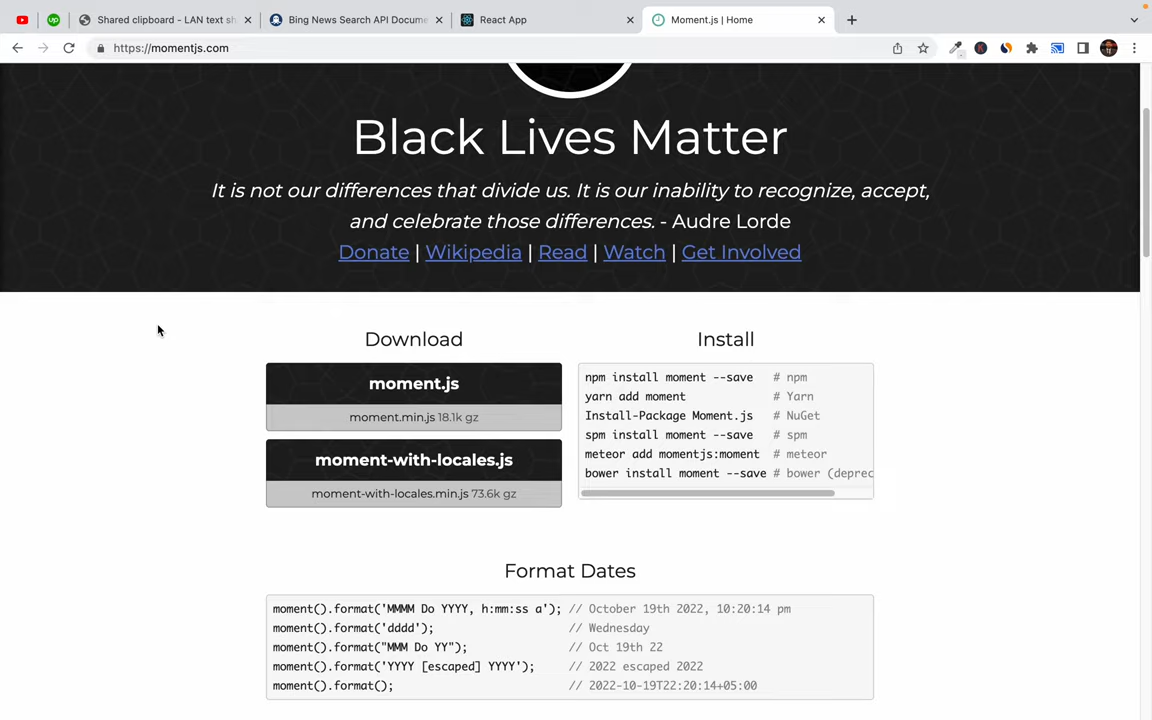 Shared clipboard - LAN text sh
Bing News Search API Docume
React App
Moment.js | Home
https://momentjs.com
Black Lives Matter
It is not our differences that divide us. It is our inability to recognize, accept,
and celebrate those differences. - Audre Lorde
Donate | Wikipedia | Read | Watch | Get Involved
Download
moment.js
moment.min.js 18.1k gz
moment-with-locales.js
moment-with-locales.min.js 73.6k gz
Install
npm install moment --save # npm
yarn add moment # Yarn
Install-Package Moment.js # NuGet
spm install moment --save # spm
meteor add momentjs:moment # meteor
bower install moment --save # bower (deprec
Format Dates
moment().format('MMMM Do YYYY, h:mm:ss a'); // October 19th 2022, 10:20:14 pm
moment().format('dddd'); // Wednesday
moment().format("MMM Do YY"); // Oct 19th 22
moment().format('YYYY [escaped] YYYY'); // 2022 escaped 2022
moment().format(); // 2022-10-19T22:20:14+05:00